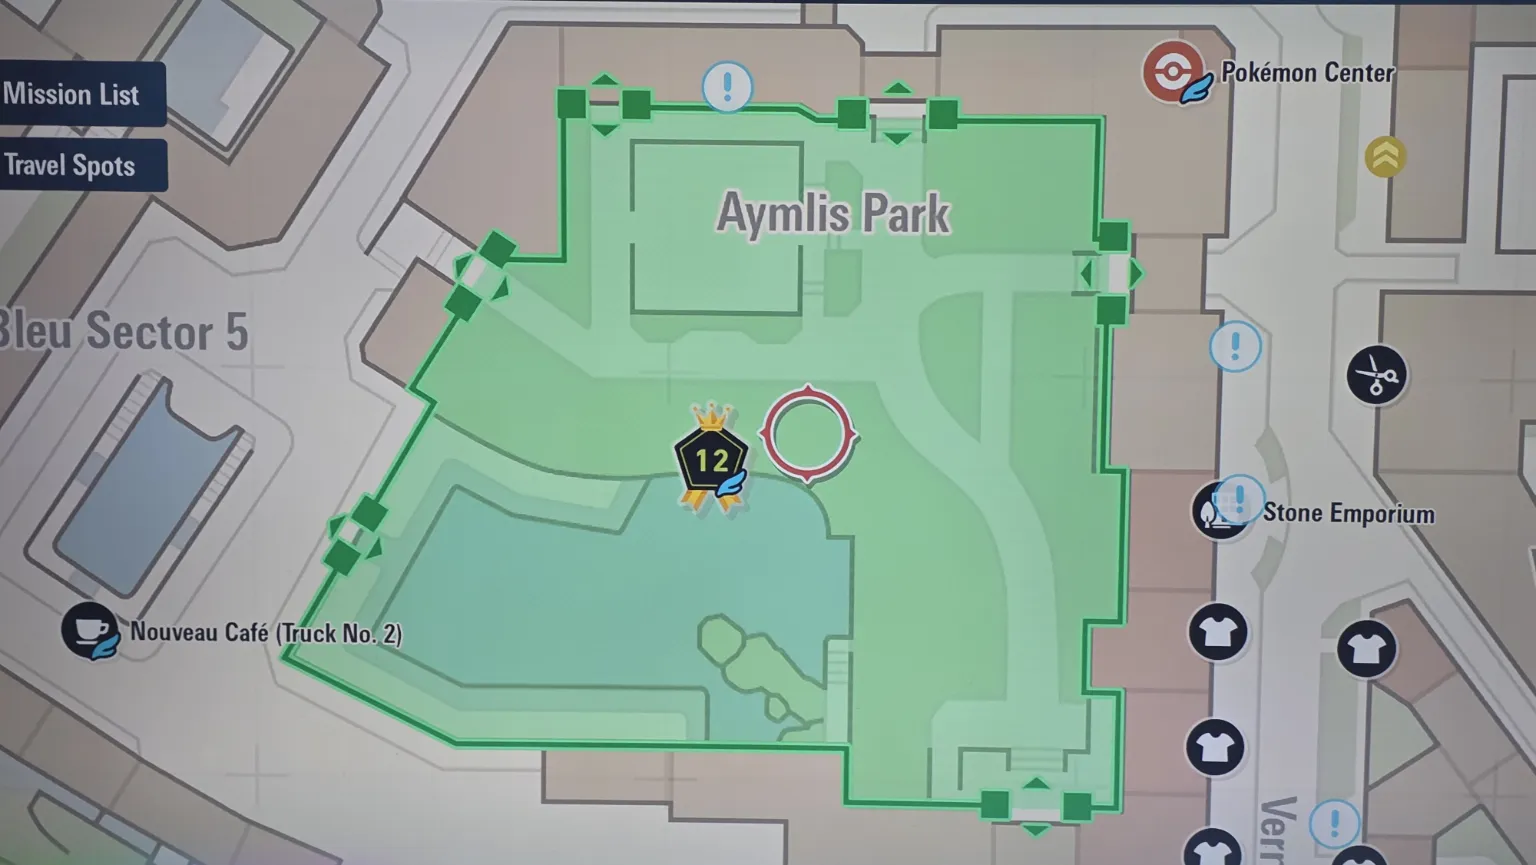 Mission List
Travel Spots
Pokémon Center
Aymlis Park
Bleu Sector 5
12
Stone Emporium
Nouveau Café (Truck No. 2)